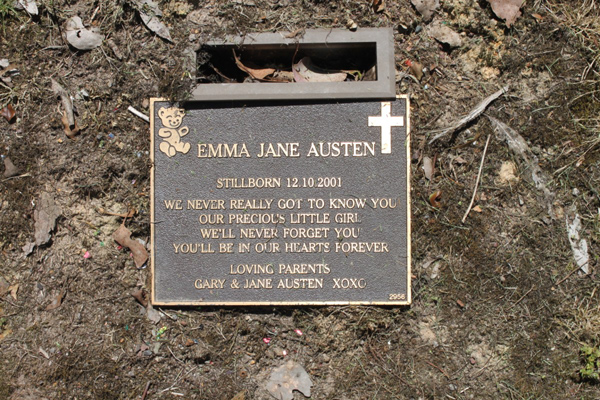 EMMA JANE AUSTEN
STILLBORN 12.10.2001
WE NEVER REALLY GOT TO KNOW YOU
OUR PRECIOUS LITTLE GIRL
WE'LL NEVER FORGET YOU
YOU'LL BE IN OUR HEARTS FOREVER
LOVING PARENTS
GARY & JANE AUSTEN XOXO
2958